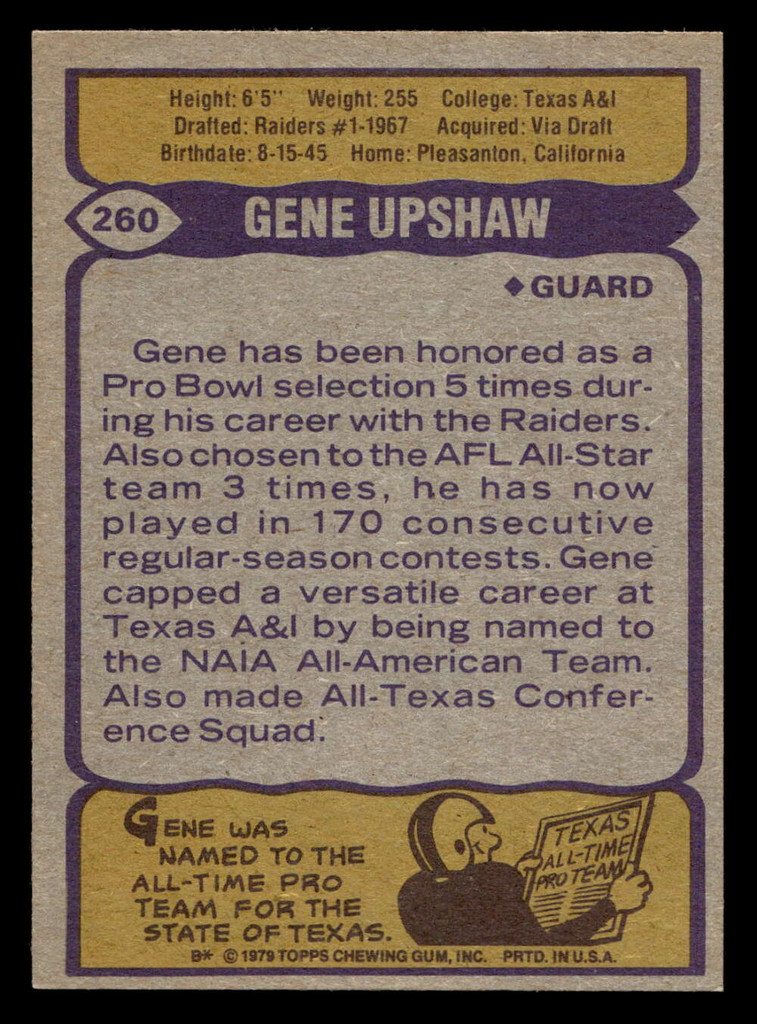 Height: 6'5" Weight: 255 College: Texas A&I
Drafted: Raiders #1-1967 Acquired: Via Draft
Birthdate: 8-15-45 Home: Pleasanton, California
260 GENE UPSHAW
◆GUARD
Gene has been honored as a
Pro Bowl selection 5 times dur-
ing his career with the Raiders.
Also chosen to the AFL All-Star
team 3 times, he has now
played in 170 consecutive
regular-season contests. Gene
capped a versatile career at
Texas A&I by being named to
the NAIA All-American Team.
Also made All-Texas Confer-
ence Squad.
GENE WAS
NAMED TO THE
ALL-TIME PRO
TEAM FOR THE
STATE OF TEXAS.
TEXAS
ALL-TIME
PRO TEAM
B* © 1979 TOPPS CHEWING GUM, INC. PRTD. IN U.S.A.